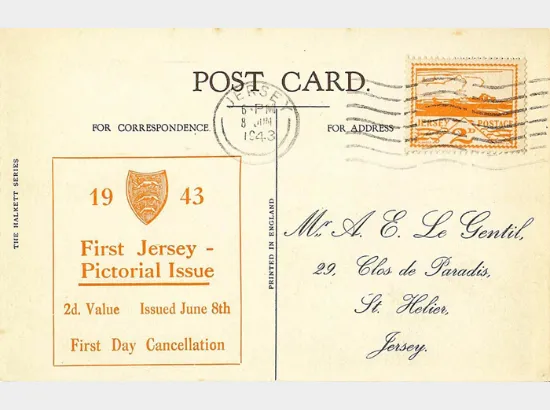 POST CARD.
JERSEY
6 - PM
8 JUN
1943
JERSEY POSTAGE
2D
FOR CORRESPONDENCE.
FOR ADDRESS
THE HALKETT SERIES
19 43
First Jersey -
Pictorial Issue
2d. Value Issued June 8th
First Day Cancellation
PRINTED IN ENGLAND
Mr. A. E. Le Gentil,
29, Clos de Paradis,
St. Helier,
Jersey.